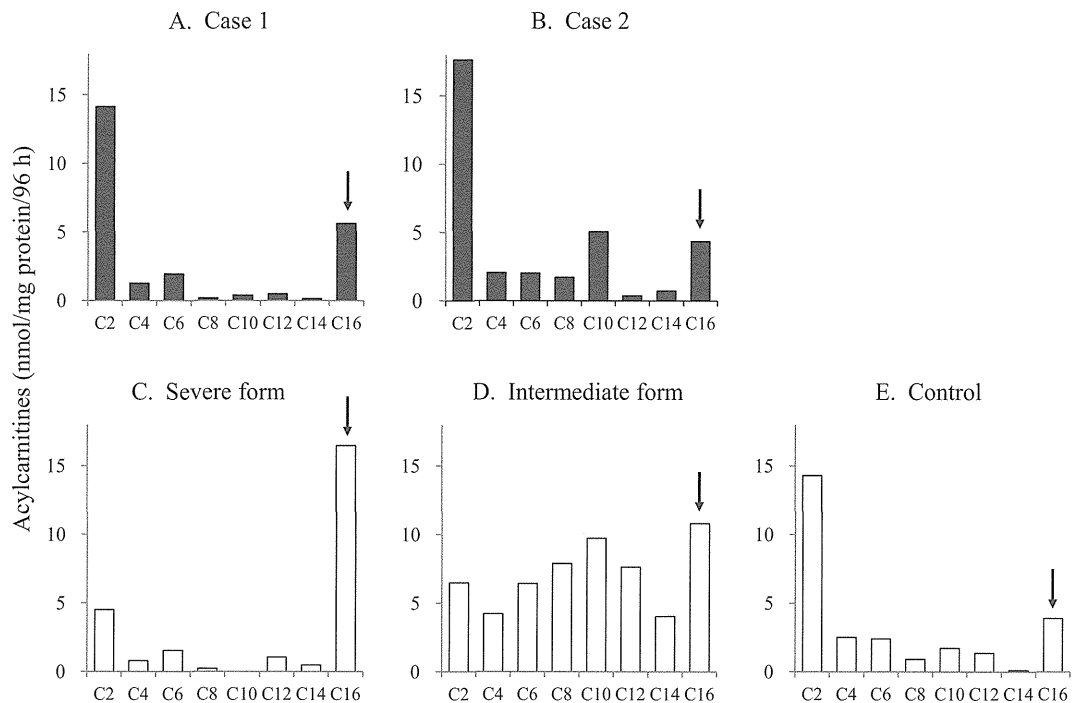 A. Case 1
B. Case 2
Acylcarnitines (nmol/mg protein/96 h)
15
10
5
0
C2 C4 C6 C8 C10 C12 C14 C16
15
10
5
0
C2 C4 C6 C8 C10 C12 C14 C16
C. Severe form
D. Intermediate form
E. Control
15
10
5
0
C2 C4 C6 C8 C10 C12 C14 C16
15
10
5
0
C2 C4 C6 C8 C10 C12 C14 C16
15
10
5
0
C2 C4 C6 C8 C10 C12 C14 C16